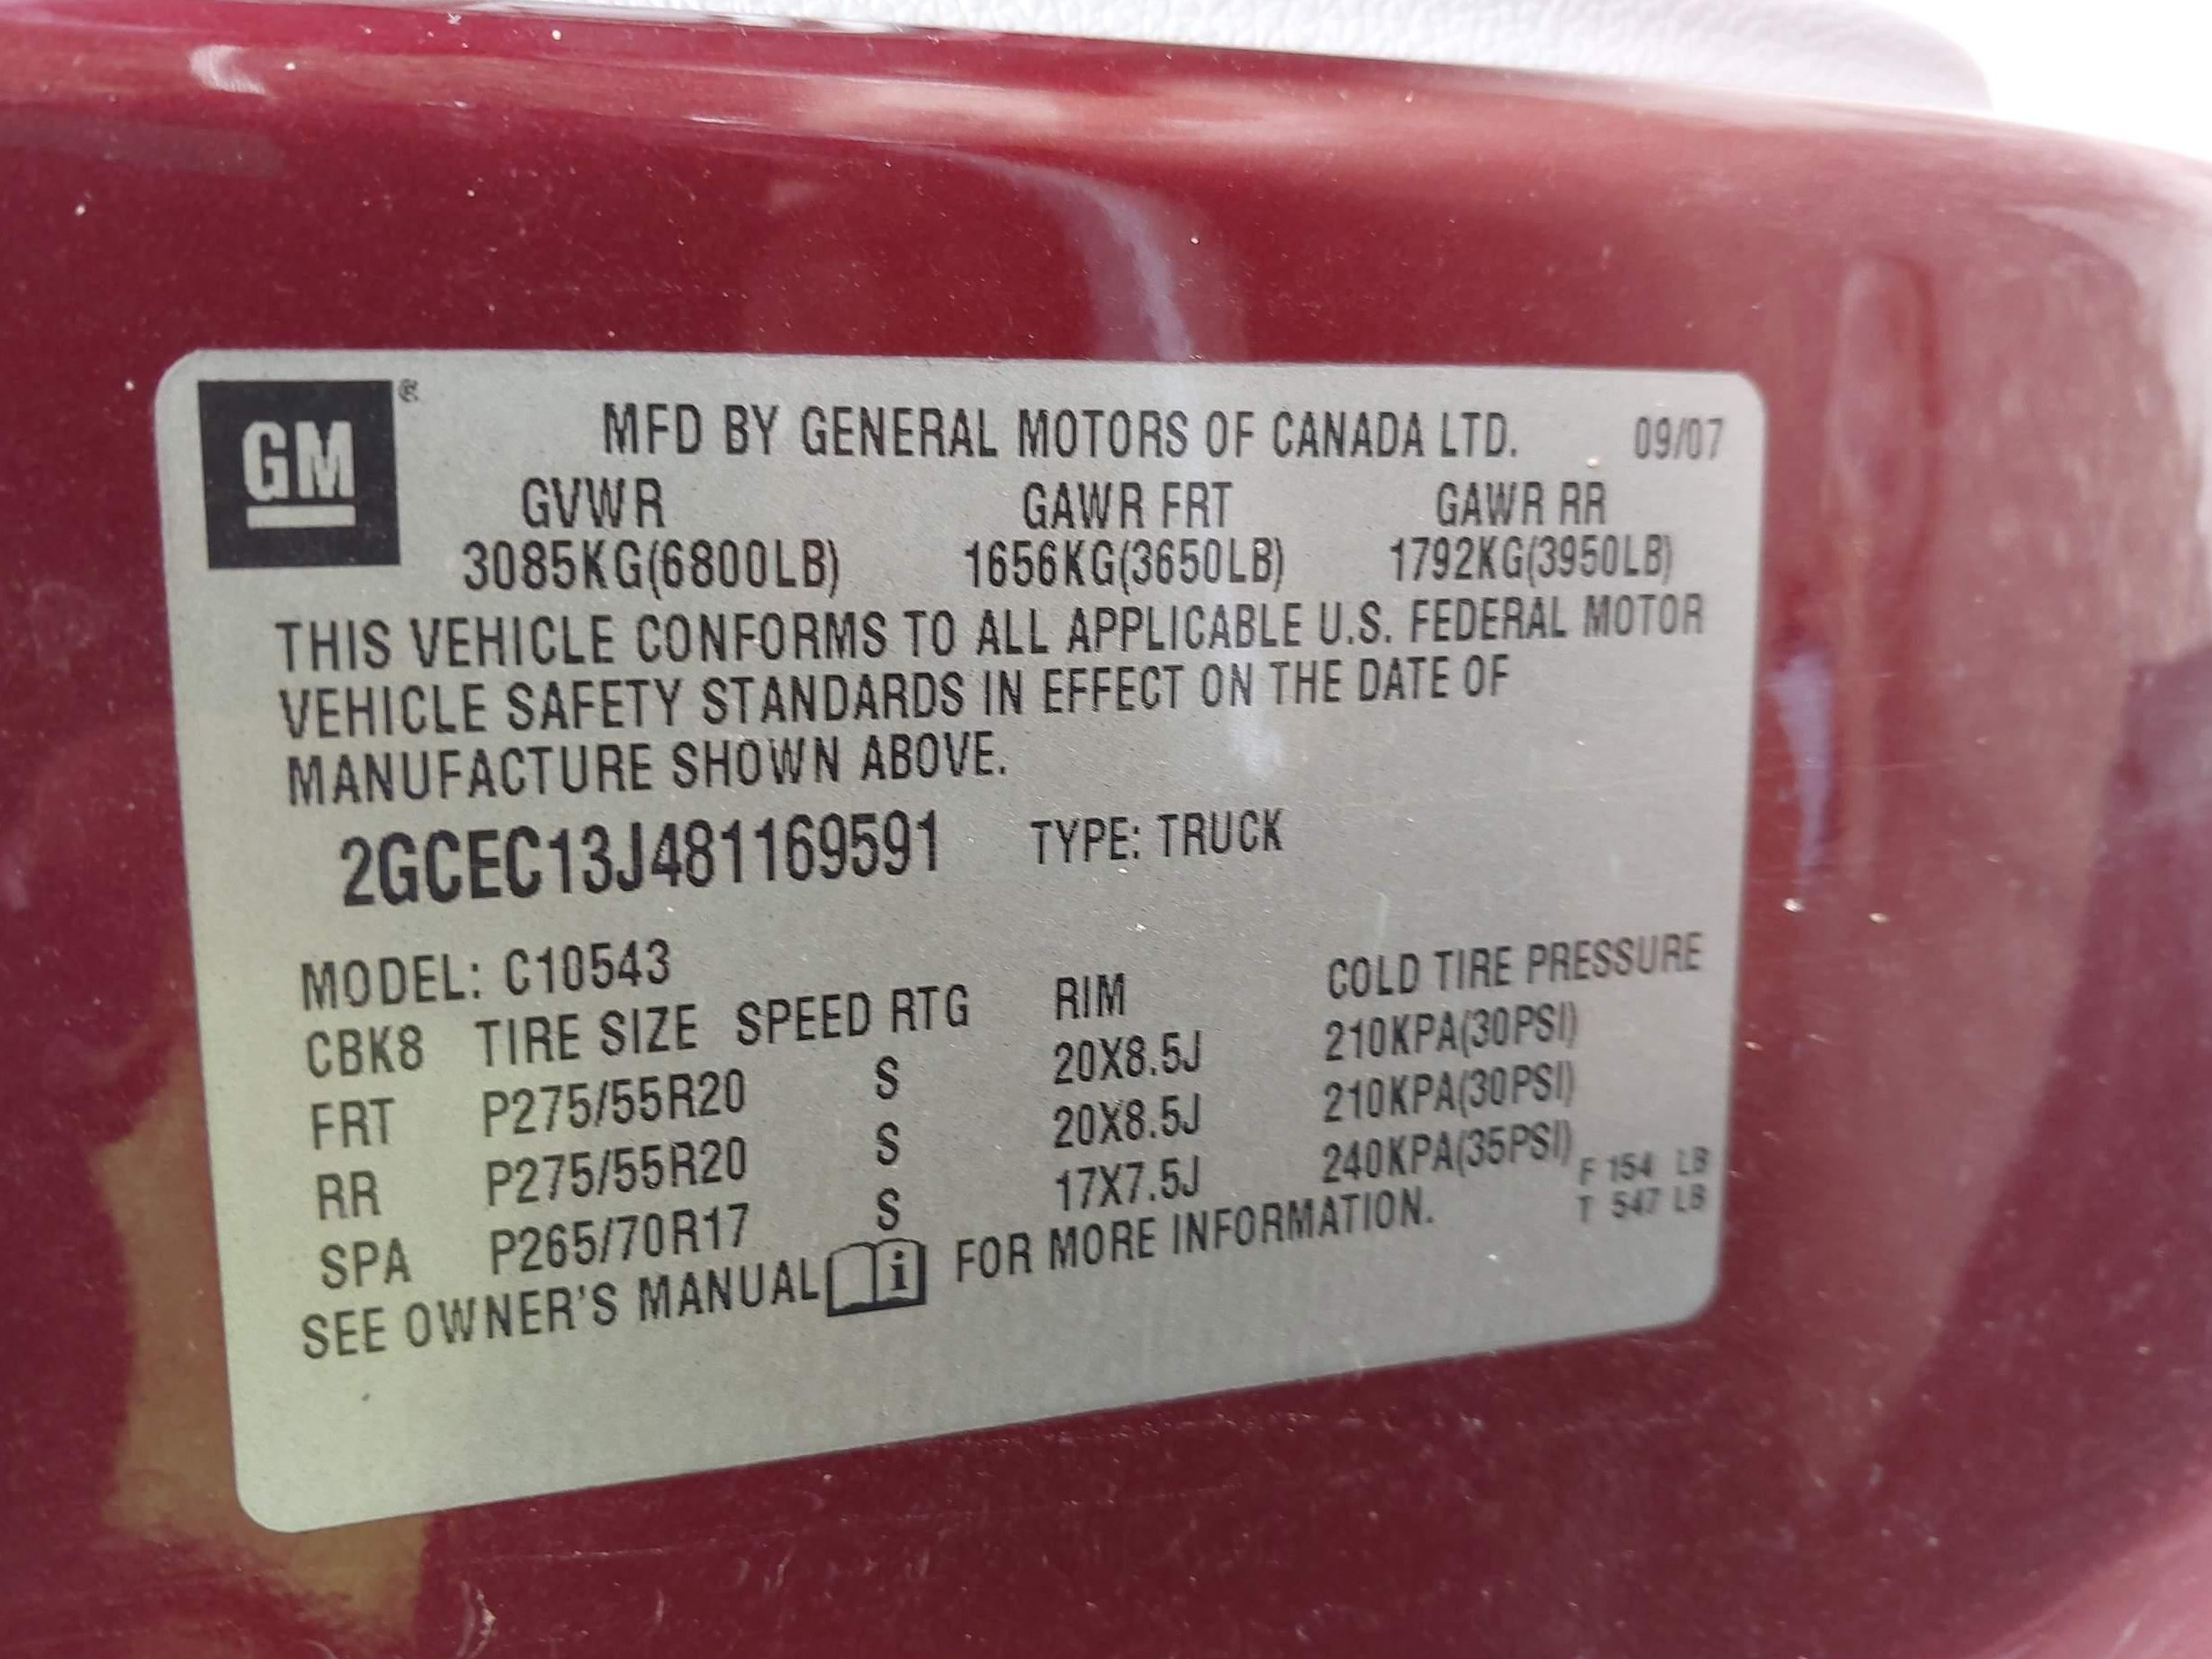 GM ®
MFD BY GENERAL MOTORS OF CANADA LTD. 09/07
GVWR GAWR FRT GAWR RR
3085KG(6800LB) 1656KG(3650LB) 1792KG(3950LB)
THIS VEHICLE CONFORMS TO ALL APPLICABLE U.S. FEDERAL MOTOR
VEHICLE SAFETY STANDARDS IN EFFECT ON THE DATE OF
MANUFACTURE SHOWN ABOVE.
2GCEC13J481169591 TYPE: TRUCK
MODEL: C10543
CBK8 TIRE SIZE SPEED RTG RIM COLD TIRE PRESSURE
FRT P275/55R20 S 20X8.5J 210KPA(30PSI)
RR P275/55R20 S 20X8.5J 210KPA(30PSI)
SPA P265/70R17 S 17X7.5J 240KPA(35PSI)
F 154 LB
T 547 LB
SEE OWNER'S MANUAL i FOR MORE INFORMATION.